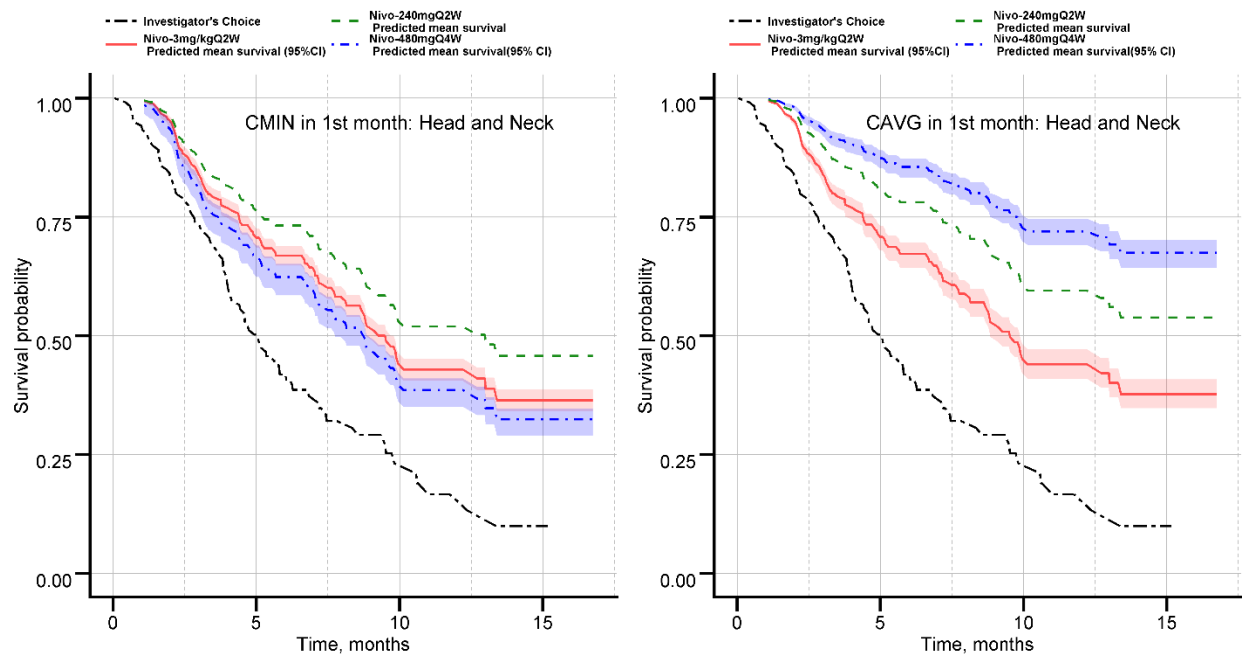 Investigator's Choice
Nivo-3mg/kgQ2W
Predicted mean survival (95%CI)
Nivo-240mgQ2W
Predicted mean survival
Nivo-480mgQ4W
Predicted mean survival(95% CI)
CMIN in 1st month: Head and Neck
Survival probability
1.00
0.75
0.50
0.25
0.00
0 5 10 15
Time, months
Investigator's Choice
Nivo-3mg/kgQ2W
Predicted mean survival (95%CI)
Nivo-240mgQ2W
Predicted mean survival
Nivo-480mgQ4W
Predicted mean survival(95% CI)
CAVG in 1st month: Head and Neck
Survival probability
1.00
0.75
0.50
0.25
0.00
0 5 10 15
Time, months